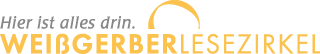 Hier ist alles drin.
WEIßGERBERLESEZIRKEL